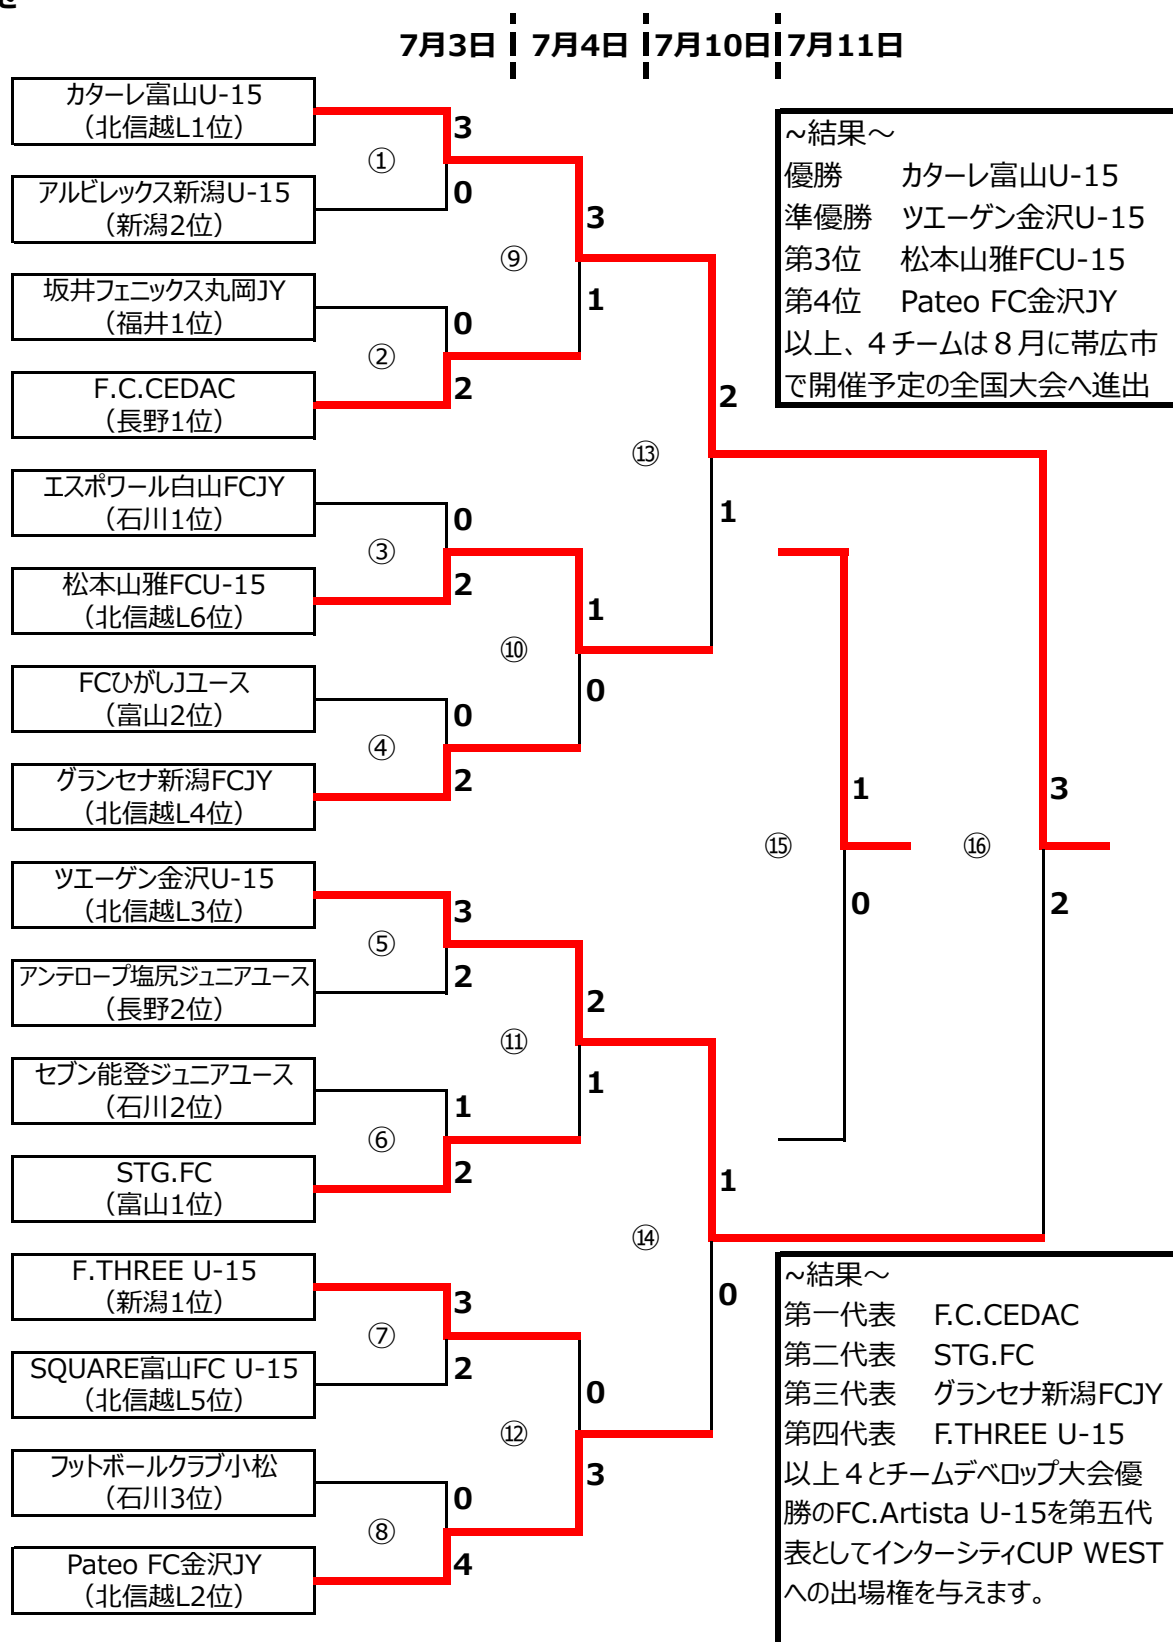 7月3日 7月4日 7月10日 7月11日
カターレ富山U-15
（北信越L1位）
アルビレックス新潟U-15
（新潟2位）
坂井フェニックス丸岡JY
（福井1位）
F.C.CEDAC
（長野1位）
エスポワール白山FCJY
（石川1位）
松本山雅FCU-15
（北信越L6位）
FCひがしJユース
（富山2位）
グランセナ新潟FCJY
（北信越L4位）
ツエーゲン金沢U-15
（北信越L3位）
アンテロープ塩尻ジュニアユース
（長野2位）
セブン能登ジュニアユース
（石川2位）
STG.FC
（富山1位）
F.THREE U-15
（新潟1位）
SQUARE富山FC U-15
（北信越L5位）
フットボールクラブ小松
（石川3位）
Pateo FC金沢JY
（北信越L2位）
3
①
0
0
②
2
0
③
2
0
④
2
3
⑤
2
1
⑥
2
3
⑦
2
0
⑧
4
3
⑨
1
1
⑩
0
2
⑪
1
0
⑫
3
2
⑬
1
1
⑭
0
1
⑮
0
3
⑯
2
~結果～
優勝 カターレ富山U-15
準優勝 ツエーゲン金沢U-15
第3位 松本山雅FCU-15
第4位 Pateo FC金沢JY
以上、４チームは８月に帯広市
で開催予定の全国大会へ進出
~結果～
第一代表 F.C.CEDAC
第二代表 STG.FC
第三代表 グランセナ新潟FCJY
第四代表 F.THREE U-15
以上４とチームデベロップ大会優
勝のFC.Artista U-15を第五代
表としてインターシティCUP WEST
への出場権を与えます。